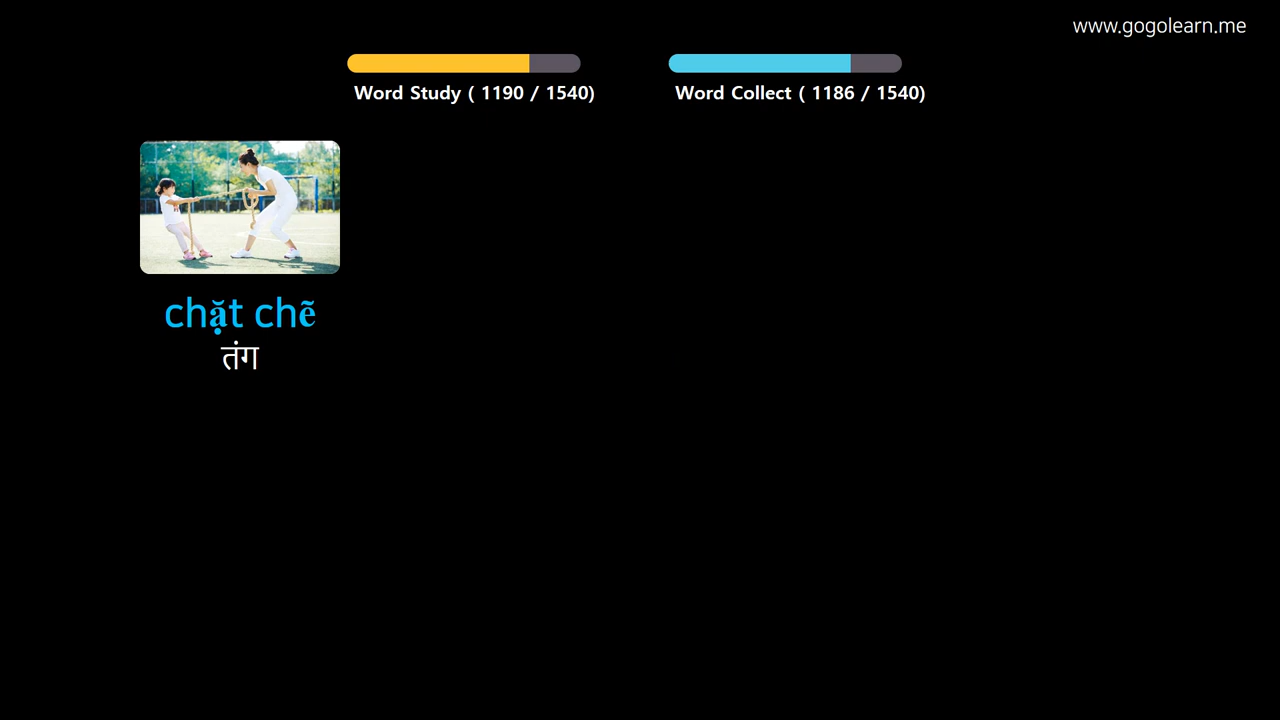 www.gogolearn.me
Word Study ( 1190 / 1540)
Word Collect ( 1186 / 1540)
chặt chẽ
तंग